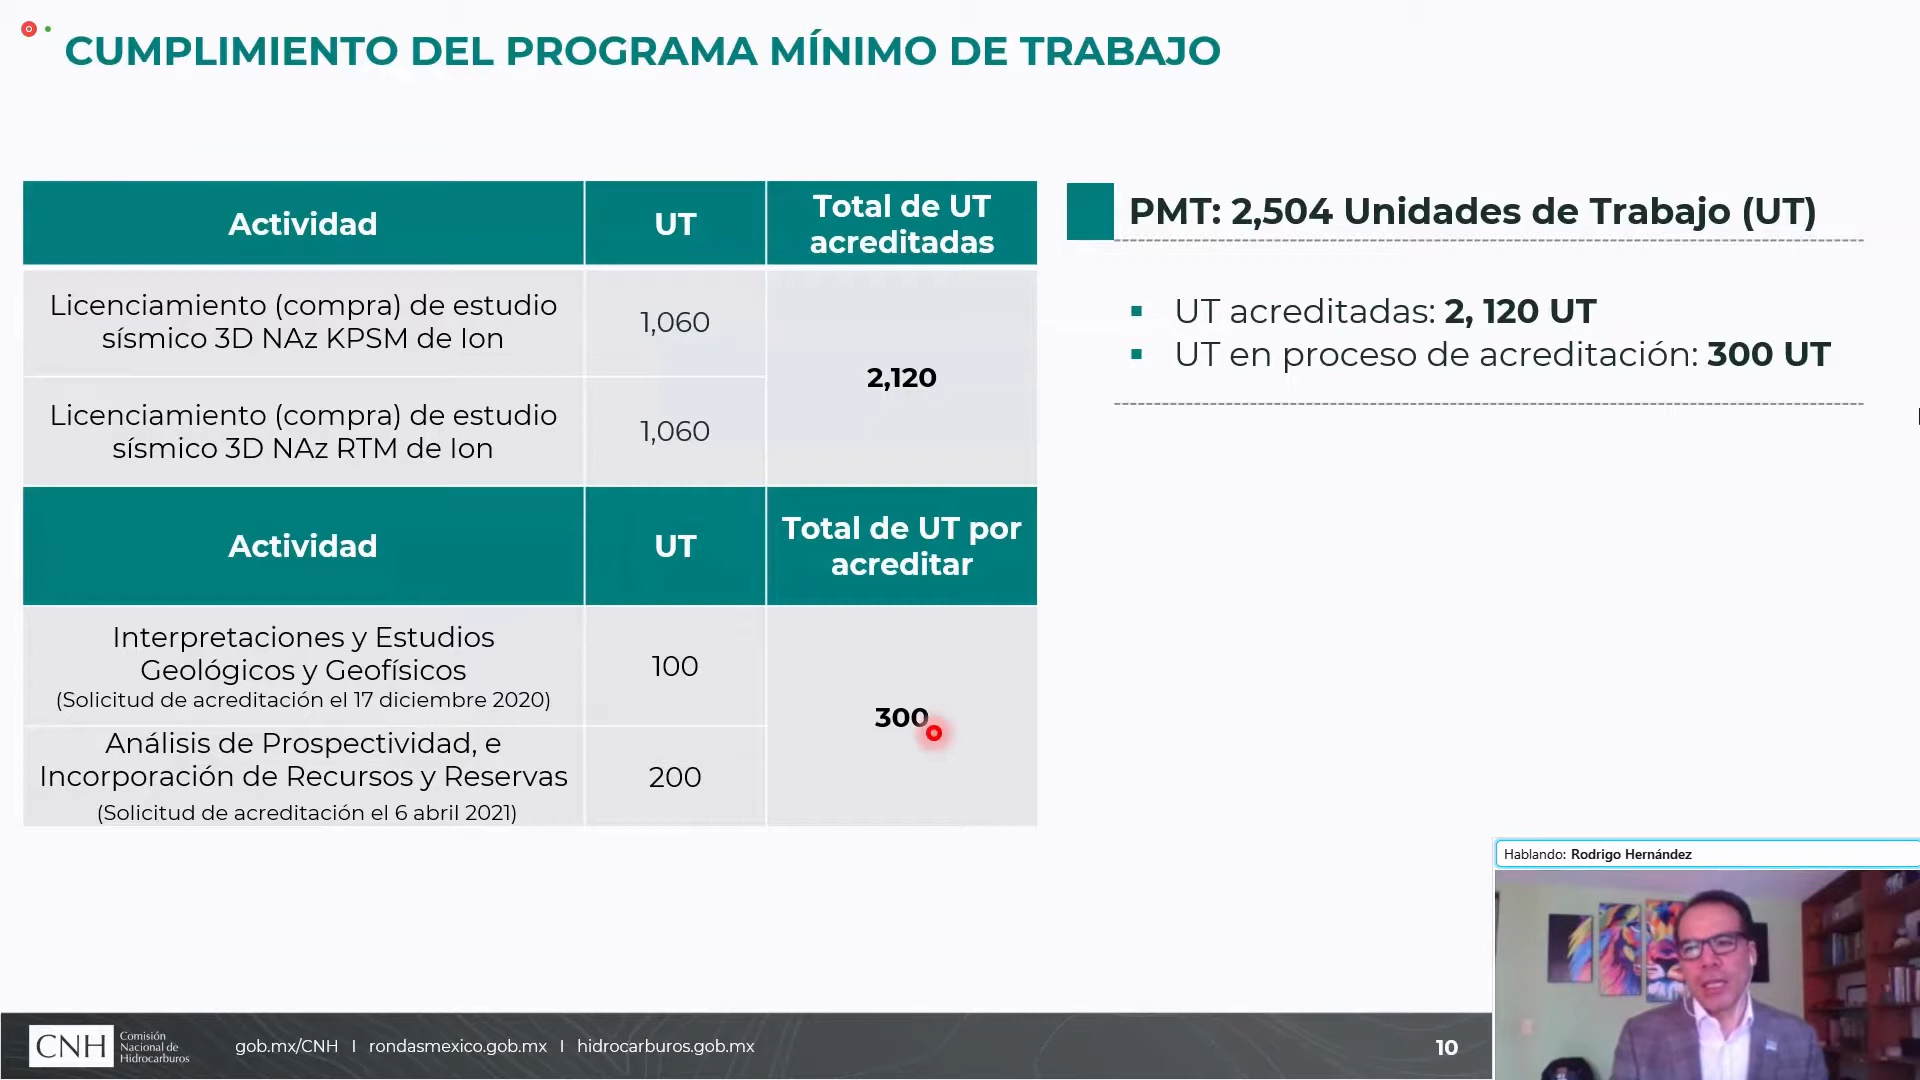 CUMPLIMIENTO DEL PROGRAMA MÍNIMO DE TRABAJO
Actividad
UT
Total de UT
acreditadas
Licenciamiento (compra) de estudio
sísmico 3D NAz KPSM de Ion
1,060
2,120
Licenciamiento (compra) de estudio
sísmico 3D NAz RTM de Ion
1,060
Actividad
UT
Total de UT por
acreditar
Interpretaciones y Estudios
Geológicos y Geofísicos
(Solicitud de acreditación el 17 diciembre 2020)
100
300
Análisis de Prospectividad, e
Incorporación de Recursos y Reservas
(Solicitud de acreditación el 6 abril 2021)
200
PMT: 2,504 Unidades de Trabajo (UT)
▪ UT acreditadas: 2, 120 UT
▪ UT en proceso de acreditación: 300 UT
Hablando: Rodrigo Hernández
CNH
Comisión
Nacional de
Hidrocarburos
gob.mx/CNH I rondasmexico.gob.mx I hidrocarburos.gob.mx
10